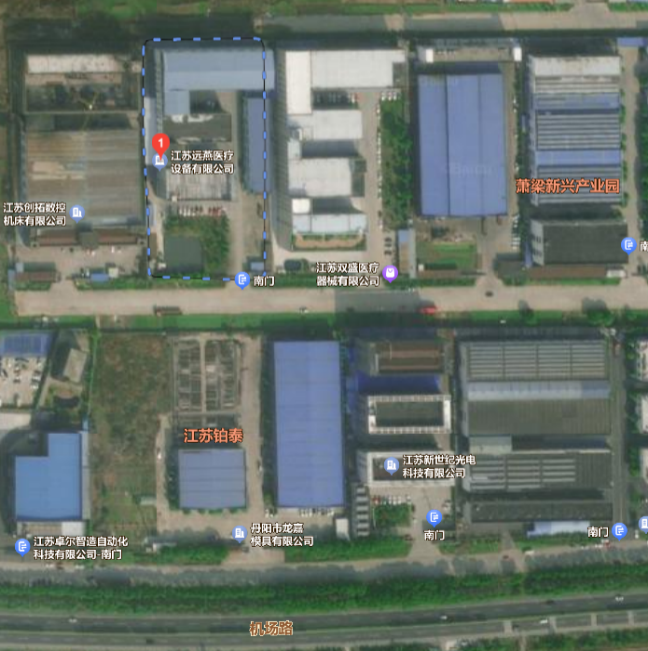 1
江苏远燕医疗
设备有限公司
萧梁新兴产业园
江苏创拓数控
机床有限公司
南
江苏双盛医疗
器械有限公司
南门
江苏铂泰
江苏新世纪光电
科技有限公司
丹阳市龙嘉
模具有限公司
南门
南门
江苏卓尔智造自动化
科技有限公司-南门
机场路